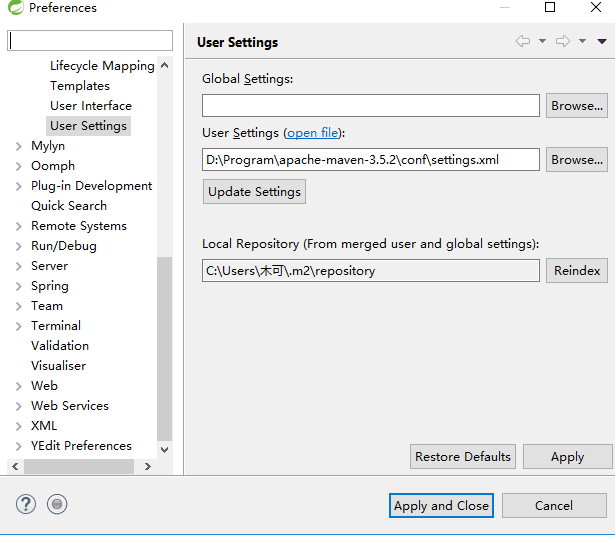 Preferences
User Settings
Lifecycle Mapping
Templates
User Interface
User Settings
Mylyn
Oomph
Plug-in Development
Quick Search
Remote Systems
Run/Debug
Server
Spring
Team
Terminal
Validation
Visualiser
Web
Web Services
XML
YEdit Preferences
Global Settings:
Browse...
User Settings (open file):
D:\Program\apache-maven-3.5.2\conf\settings.xml
Browse...
Update Settings
Local Repository (From merged user and global settings):
C:\Users\木可\.m2\repository
Reindex
Restore Defaults
Apply
?
Apply and Close
Cancel